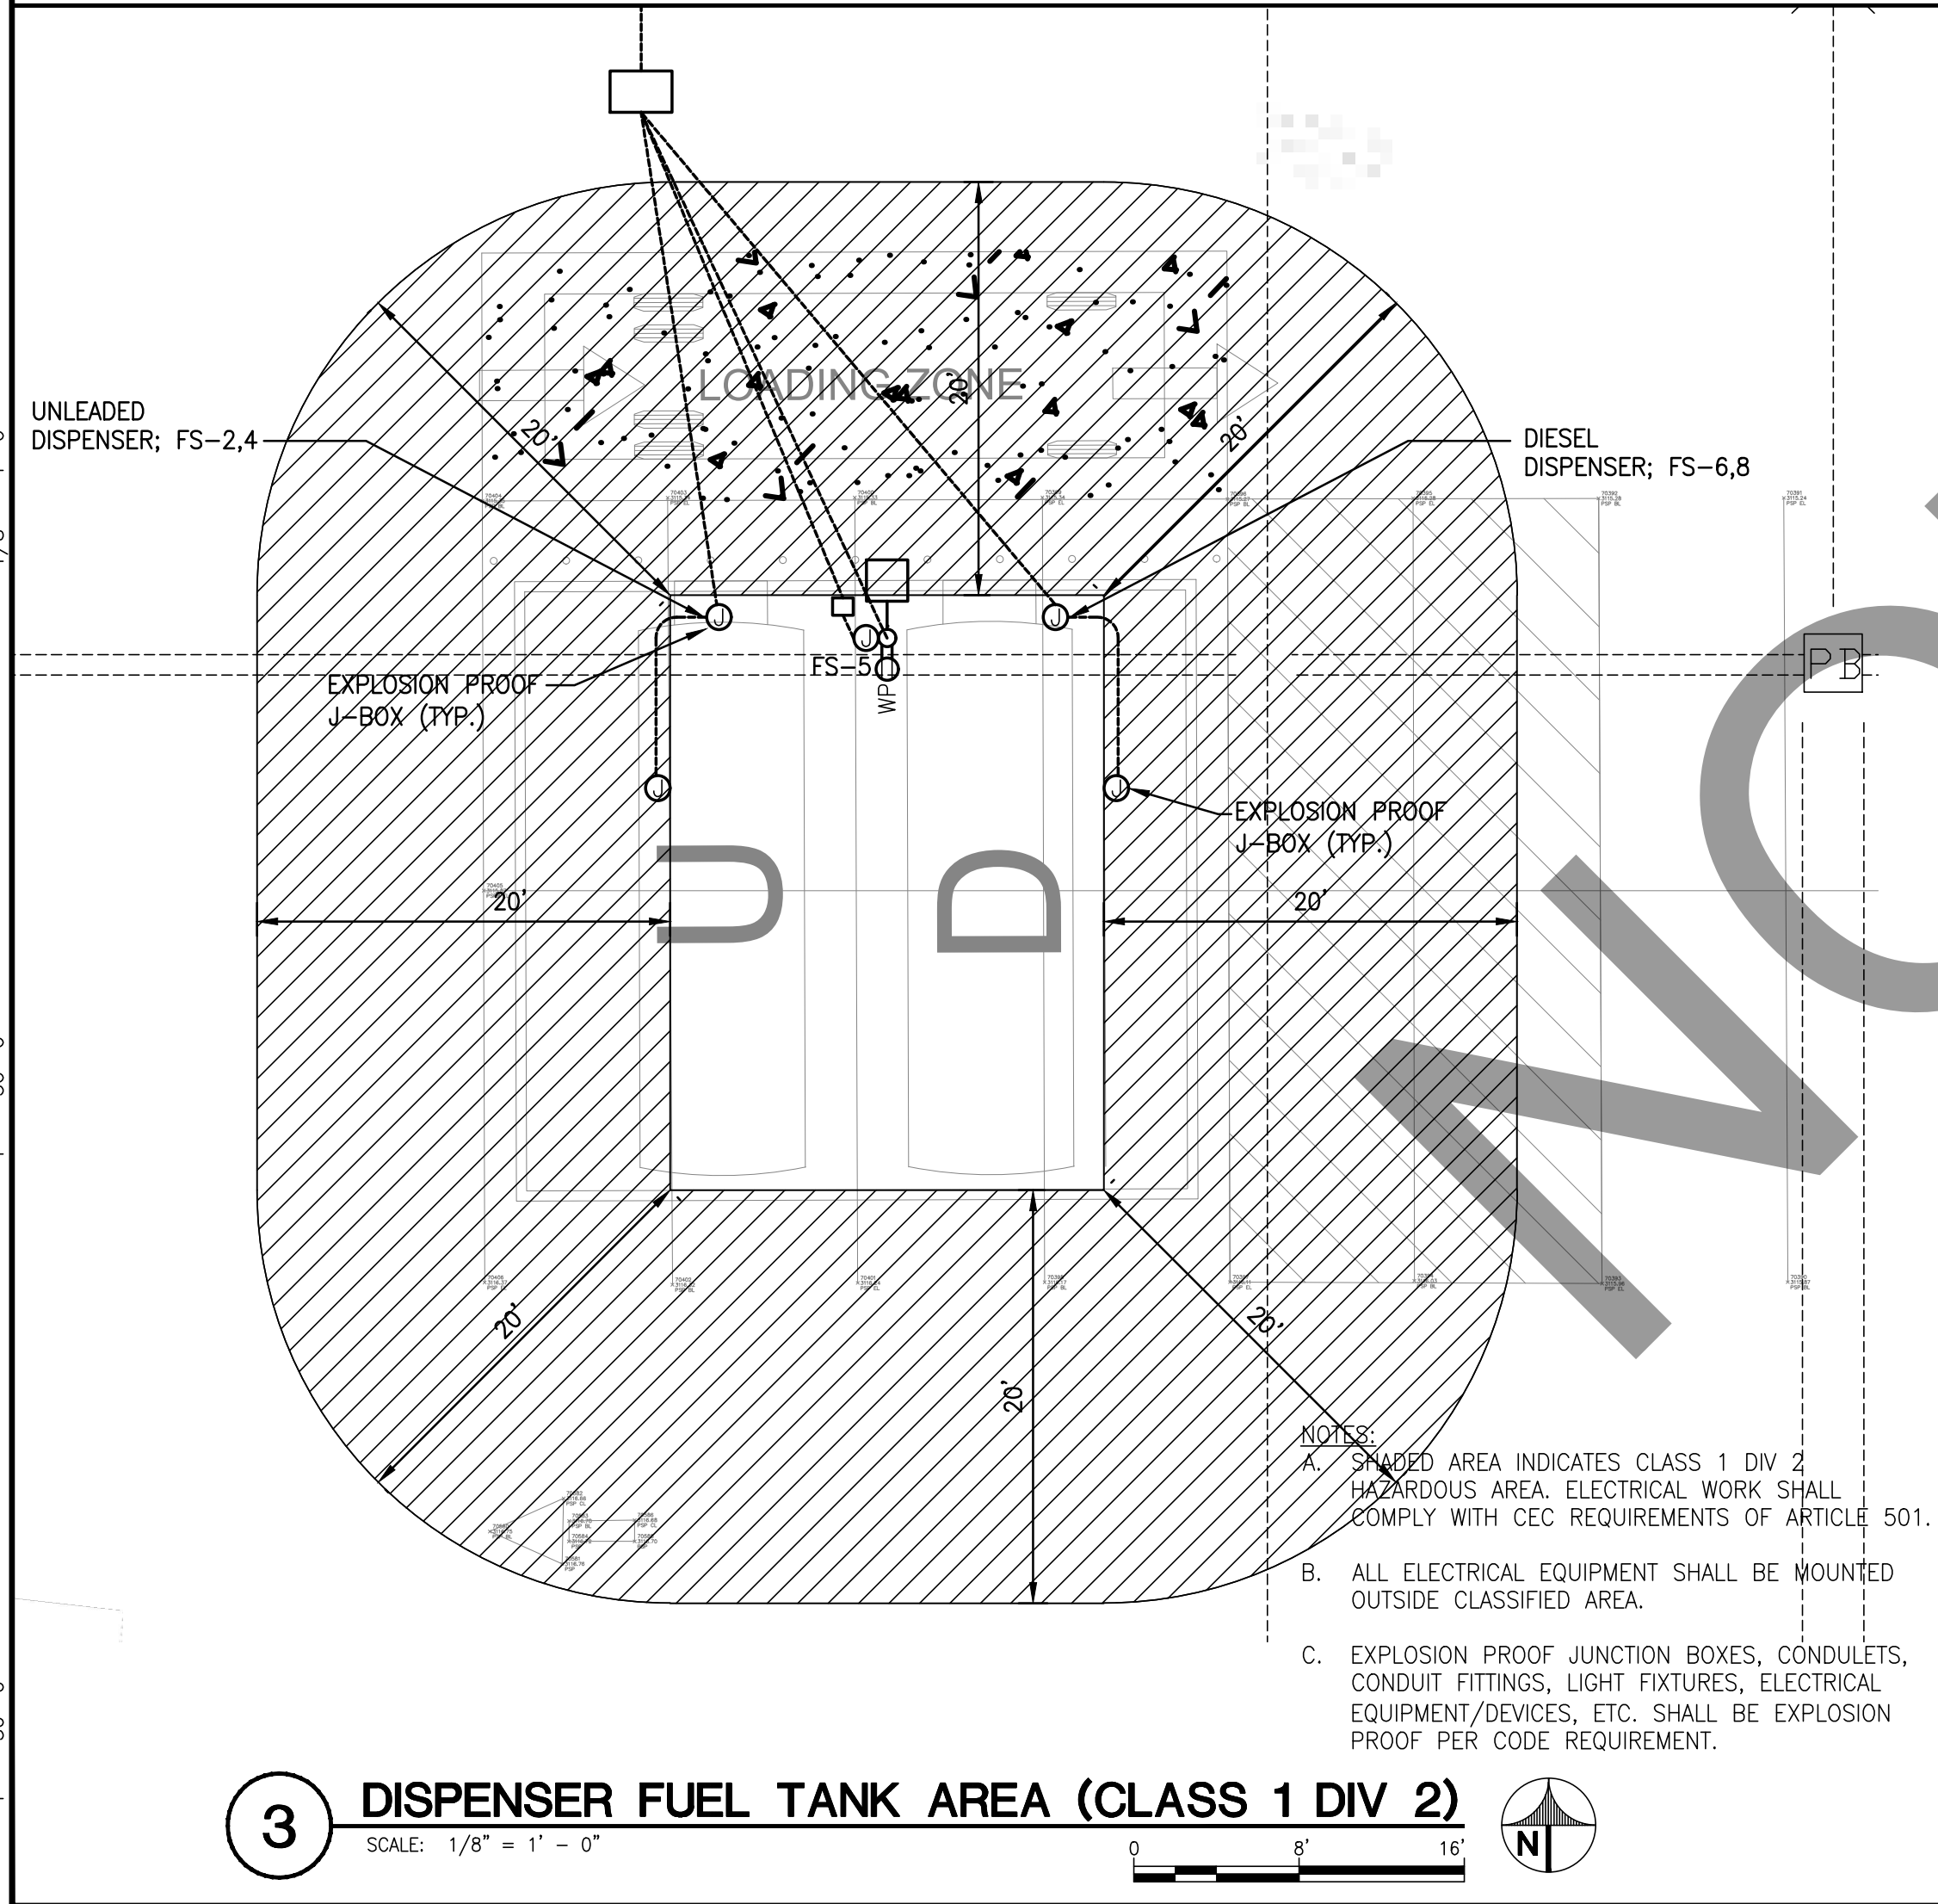 LOADING ZONE
20'
20'
20'
UNLEADED
DISPENSER; FS-2,4
DIESEL
DISPENSER; FS-6,8
J
J
J
FS-5
WP
PB
EXPLOSION PROOF
J-BOX (TYP.)
J
J
EXPLOSION PROOF
J-BOX (TYP.)
U
D
20'
20'
20'
20'
20'
NOTES:
A. SHADED AREA INDICATES CLASS 1 DIV 2
HAZARDOUS AREA. ELECTRICAL WORK SHALL
COMPLY WITH CEC REQUIREMENTS OF ARTICLE 501.
B. ALL ELECTRICAL EQUIPMENT SHALL BE MOUNTED
OUTSIDE CLASSIFIED AREA.
C. EXPLOSION PROOF JUNCTION BOXES, CONDULETS,
CONDUIT FITTINGS, LIGHT FIXTURES, ELECTRICAL
EQUIPMENT/DEVICES, ETC. SHALL BE EXPLOSION
PROOF PER CODE REQUIREMENT.
3
DISPENSER FUEL TANK AREA (CLASS 1 DIV 2)
SCALE: 1/8" = 1' - 0"
0 8' 16'
N